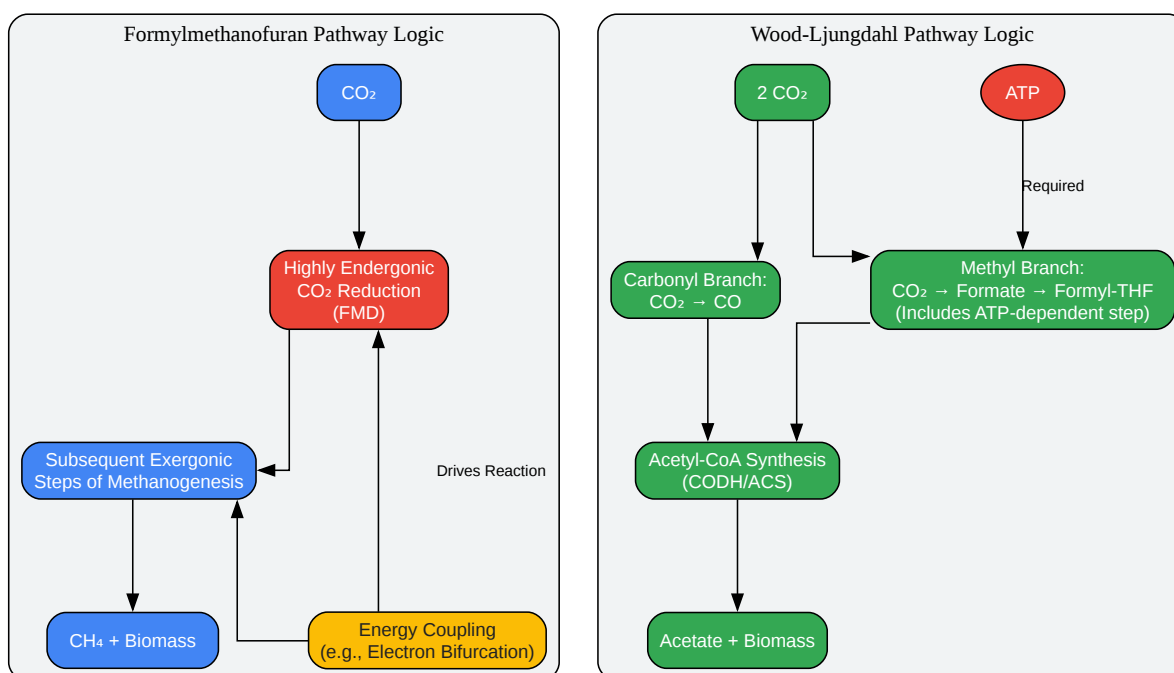 Formylmethanofuran Pathway Logic
CO₂
Highly Endergonic
CO₂ Reduction
(FMD)
Subsequent Exergonic
Steps of Methanogenesis
Drives Reaction
CH₄ + Biomass
Energy Coupling
(e.g., Electron Bifurcation)
Wood-Ljungdahl Pathway Logic
2 CO₂
ATP
Required
Carbonyl Branch:
CO₂ → CO
Methyl Branch:
CO₂ → Formate → Formyl-THF
(Includes ATP-dependent step)
Acetyl-CoA Synthesis
(CODH/ACS)
Acetate + Biomass